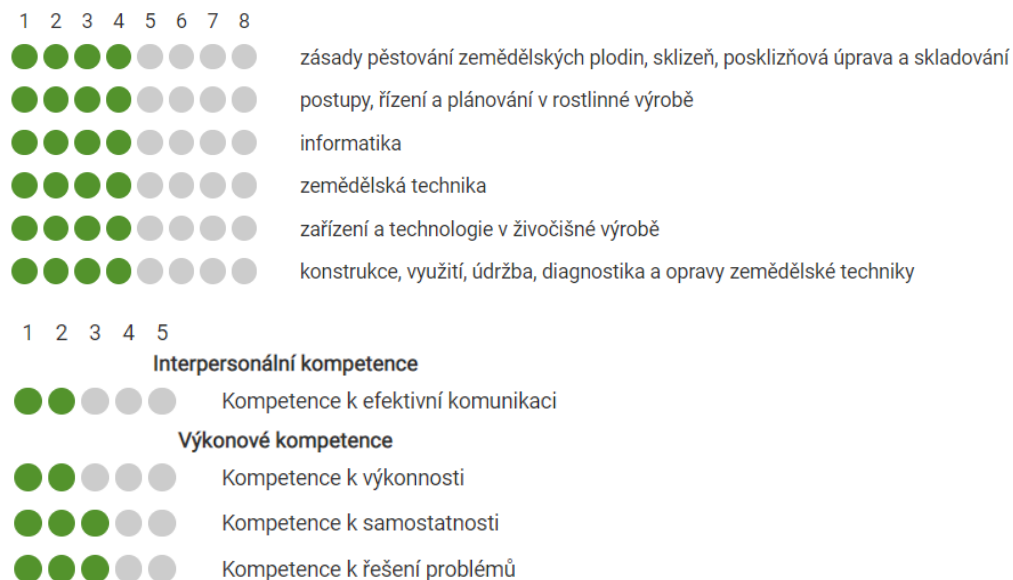 1 2 3 4 5 6 7 8
zásady pěstování zemědělských plodin, sklizeň, posklizňová úprava a skladování
postupy, řízení a plánování v rostlinné výrobě
informatika
zemědělská technika
zařízení a technologie v živočišné výrobě
konstrukce, využití, údržba, diagnostika a opravy zemědělské techniky
1 2 3 4 5
Interpersonální kompetence
Kompetence k efektivní komunikaci
Výkonové kompetence
Kompetence k výkonnosti
Kompetence k samostatnosti
Kompetence k řešení problémů